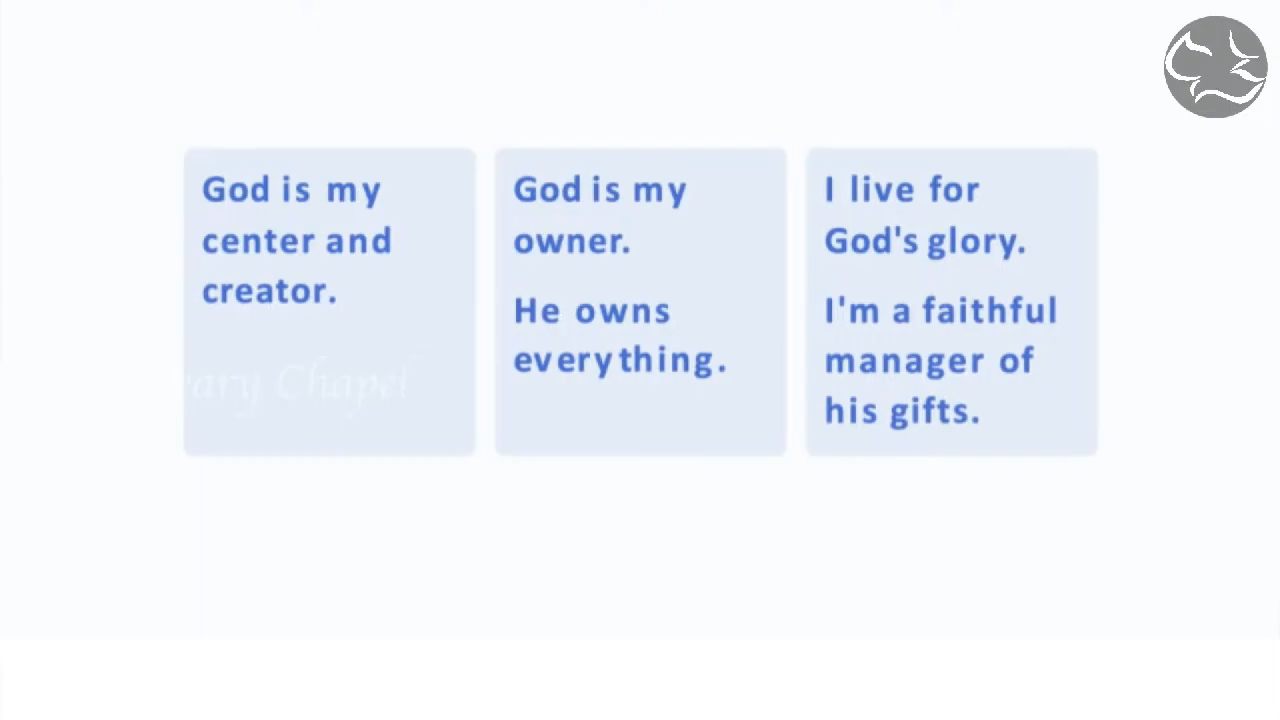 God is my
center and
creator.
God is my
owner.
He owns
everything.
I live for
God's glory.
I'm a faithful
manager of
his gifts.
Chapel